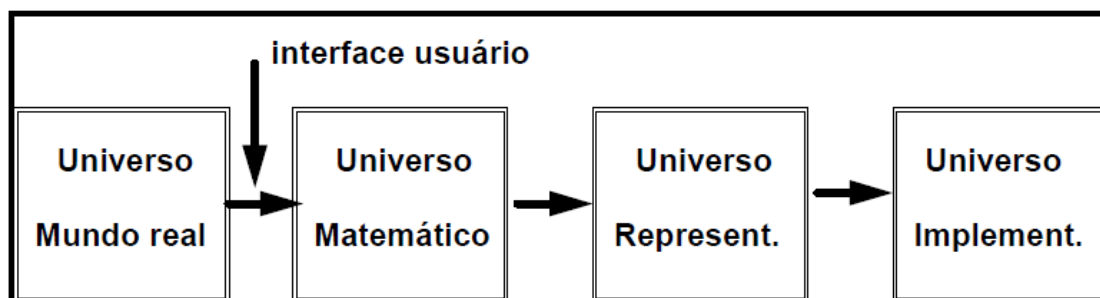 interface usuário
Universo
Mundo real
Universo
Matemático
Universo
Represent.
Universo
Implement.